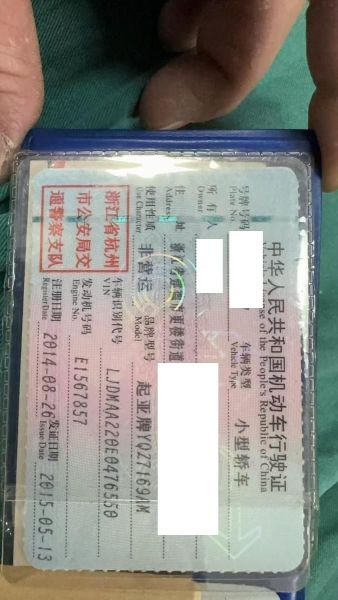 中华人民共和国机动车行驶证
of the People's Republic of China
号牌号码 车辆类型 小型轿车
Plate No. Vehicle Type
所有人
Owner
住址 浙江省
Address
使用性质 非营运 品牌型号 起亚牌YQZ7169AM
Use Character Model
浙江省杭州
市公安局交
通警察支队
车辆识别代号 LJDMAA220E0476550
VIN
发动机号码 E1567857
Engine No.
注册日期 2014-08-26 发证日期 2015-05-13
Register Date Issue Date